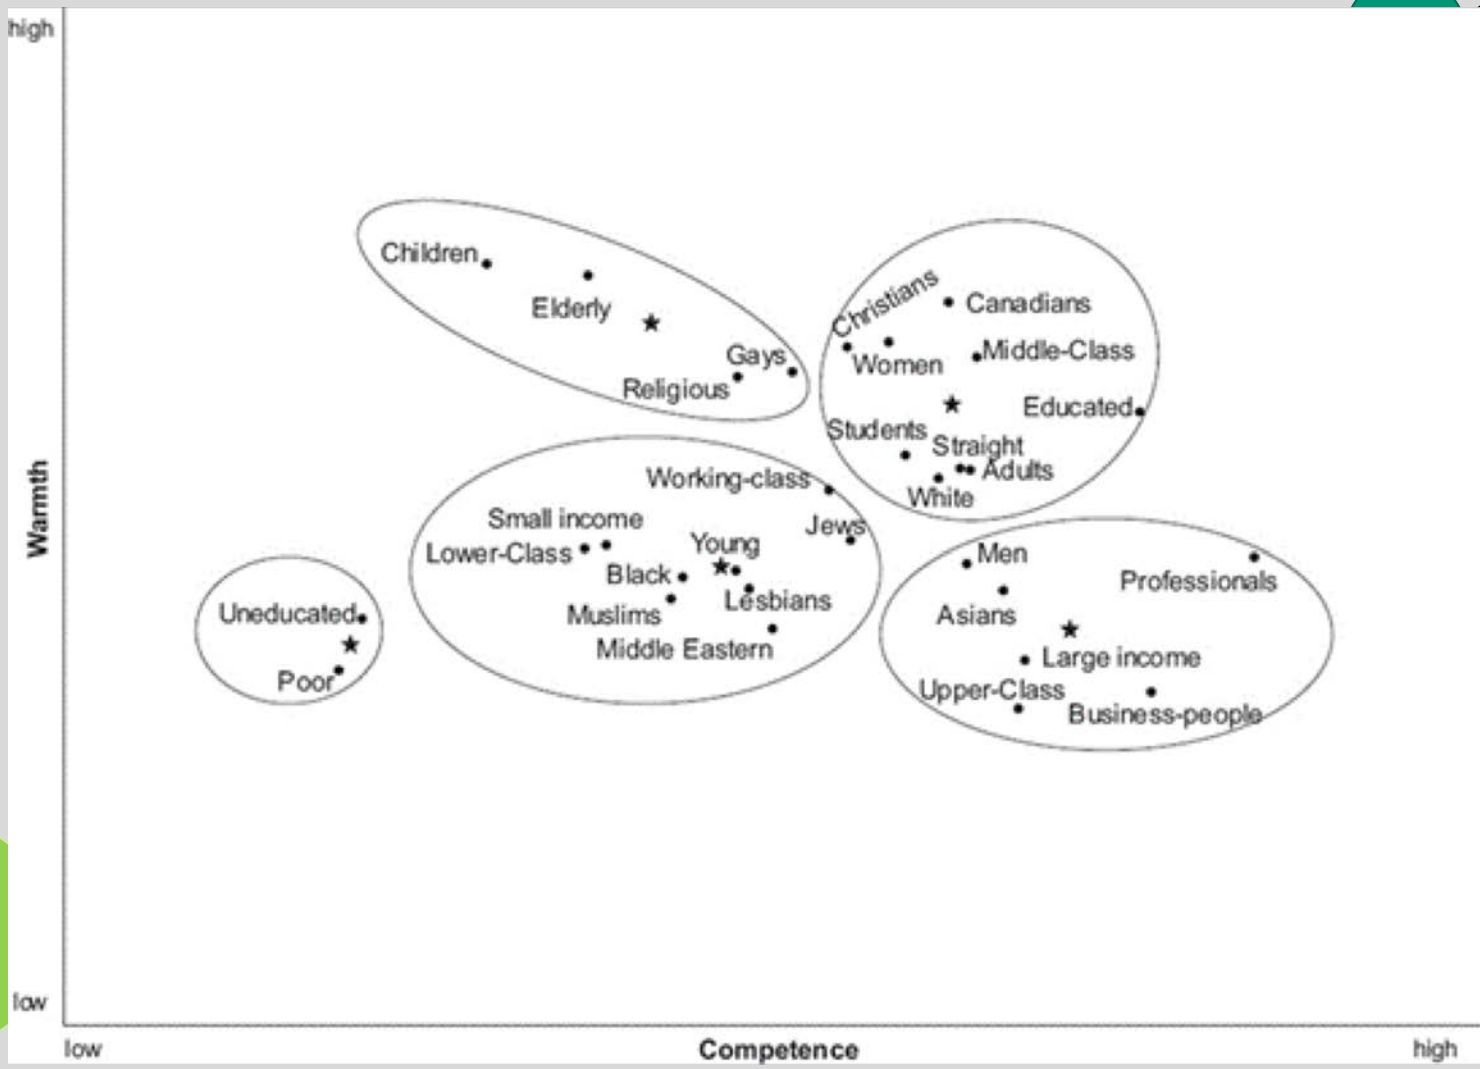 high
Children
Elderly
Gays
Religious
Christians
Canadians
Women
Middle-Class
Educated
Students
Straight
Adults
White
Working-class
Small income
Jews
Lower-Class
Young
Black
Lesbians
Muslims
Middle Eastern
Uneducated
Poor
Men
Professionals
Asians
Large income
Upper-Class
Business-people
Warmth
low
low
Competence
high